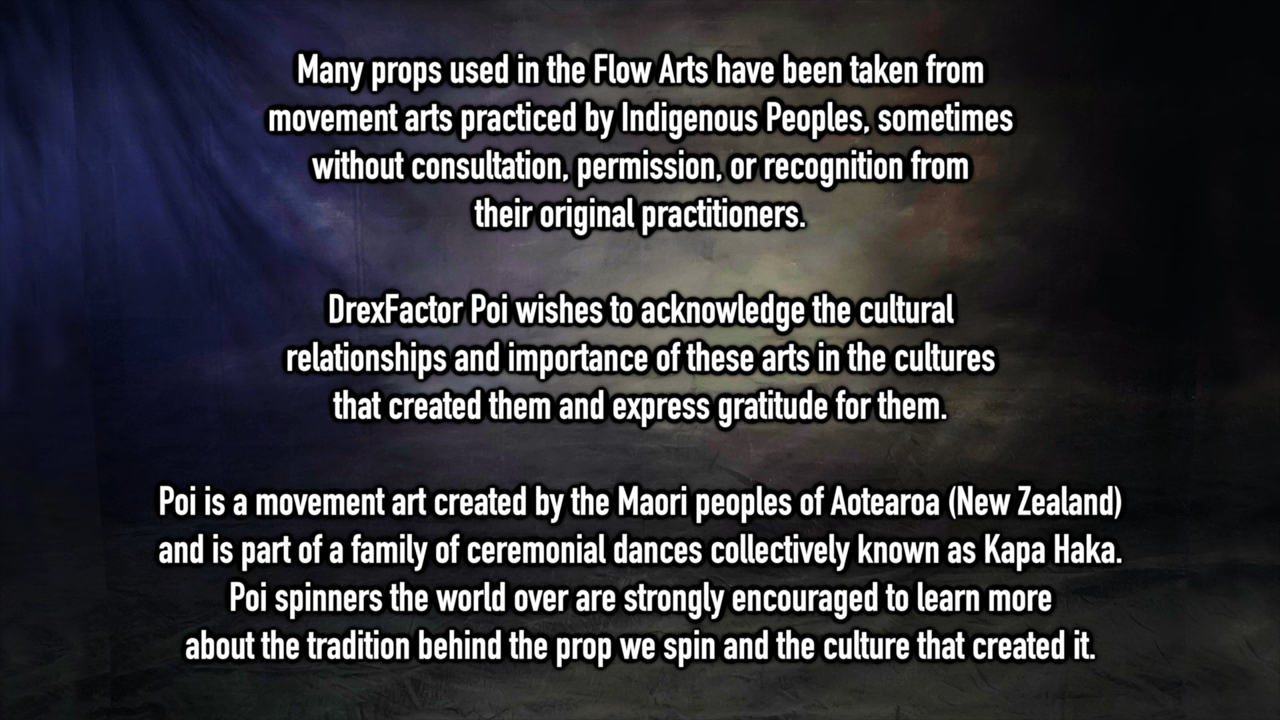 Many props used in the Flow Arts have been taken from
movement arts practiced by Indigenous Peoples, sometimes
without consultation, permission, or recognition from
their original practitioners.
DrexFactor Poi wishes to acknowledge the cultural
relationships and importance of these arts in the cultures
that created them and express gratitude for them.
Poi is a movement art created by the Maori peoples of Aotearoa (New Zealand)
and is part of a family of ceremonial dances collectively known as Kapa Haka.
Poi spinners the world over are strongly encouraged to learn more
about the tradition behind the prop we spin and the culture that created it.